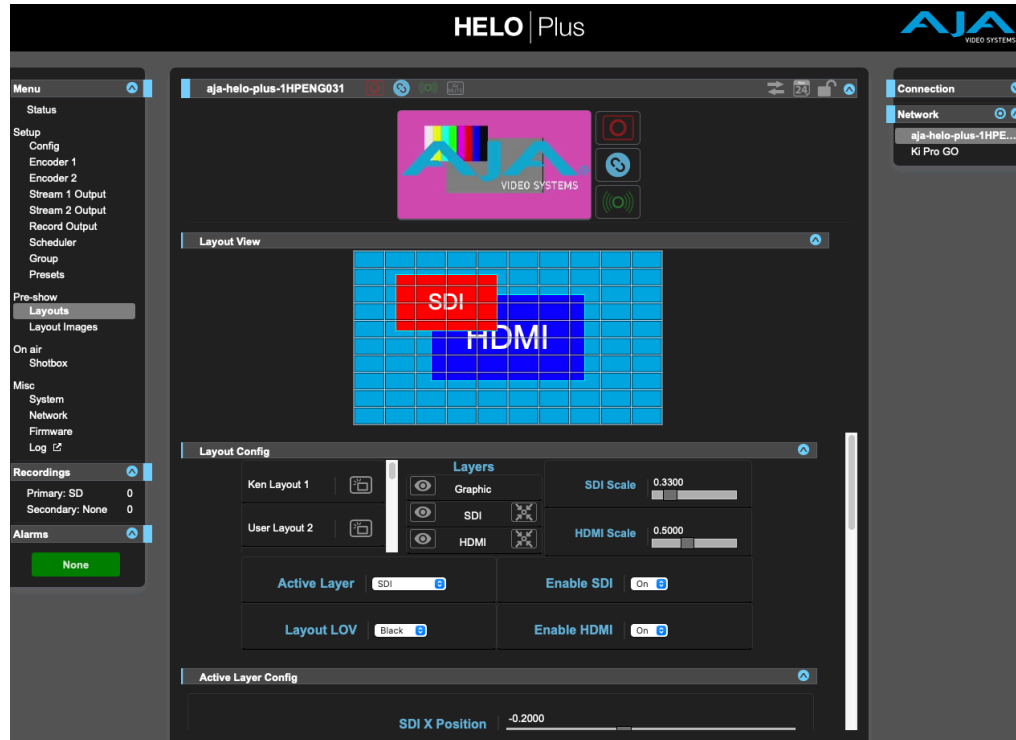 HELO|Plus
AJA
VIDEO SYSTEMS
Menu
Status
Setup
Config
Encoder 1
Encoder 2
Stream 1 Output
Stream 2 Output
Record Output
Scheduler
Group
Presets
Pre-show
Layouts
Layout Images
On air
Shotbox
Misc
System
Network
Firmware
Log
Recordings
Primary: SD 0
Secondary: None 0
Alarms
None
aja-helo-plus-1HPENG031
24
AJA
VIDEO SYSTEMS
Layout View
SDI
HDMI
Layout Config
Ken Layout 1
User Layout 2
Layers
Graphic
SDI
HDMI
SDI Scale 0.3300
HDMI Scale 0.5000
Active Layer SDI
Enable SDI On
Layout LOV Black
Enable HDMI On
Active Layer Config
SDI X Position -0.2000
Connection
Network
aja-helo-plus-1HPE...
Ki Pro GO